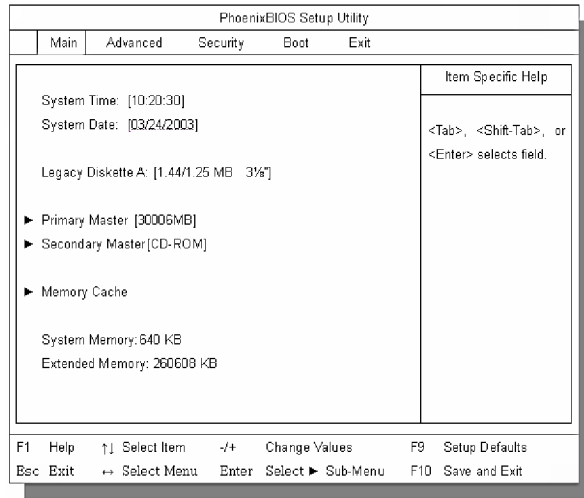 PhoenixBIOS Setup Utility
Main Advanced Security Boot Exit
Item Specific Help
System Time: [10:20:30]
System Date: [03/24/2003]
<Tab>, <Shift-Tab>, or
<Enter> selects field.
Legacy Diskette A: [1.44/1.25 MB 3½"]
► Primary Master [30006MB]
► Secondary Master[CD-ROM]
► Memory Cache
System Memory: 640 KB
Extended Memory: 260608 KB
F1 Help ↑↓ Select Item -/+ Change Values F9 Setup Defaults
Esc Exit ↔ Select Menu Enter Select ► Sub-Menu F10 Save and Exit